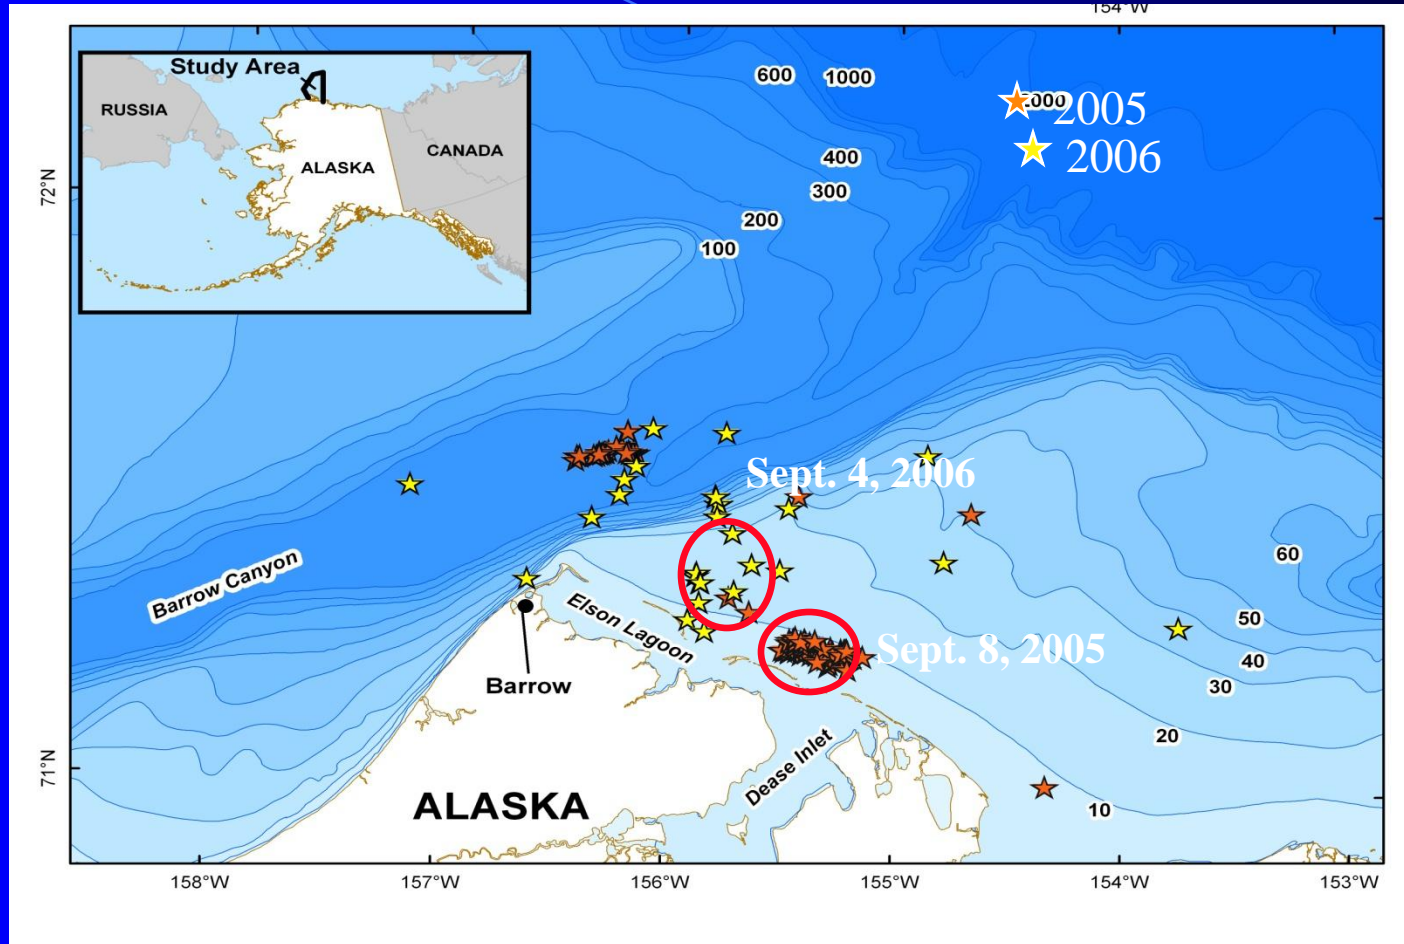 154°W
Study Area
RUSSIA
ALASKA
CANADA
600
1000
2000
2005
2006
400
300
200
100
72°N
Sept. 4, 2006
Barrow Canyon
60
Elson Lagoon
50
Sept. 8, 2005
40
Barrow
30
20
71°N
Dease Inlet
ALASKA
10
158°W
157°W
156°W
155°W
154°W
153°W